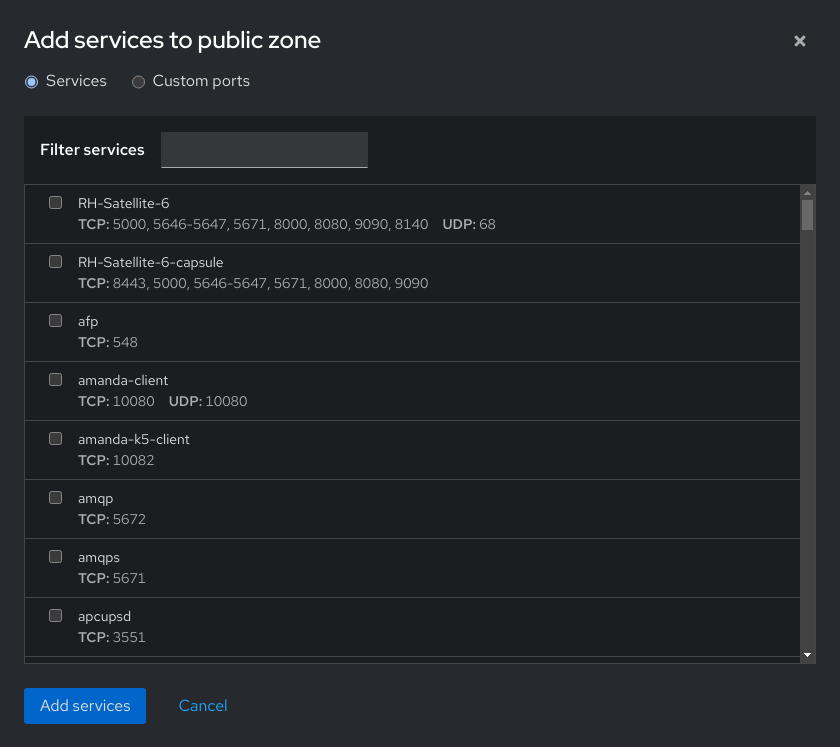 Add services to public zone
Services Custom ports
Filter services
RH-Satellite-6
TCP: 5000, 5646-5647, 5671, 8000, 8080, 9090, 8140 UDP: 68
RH-Satellite-6-capsule
TCP: 8443, 5000, 5646-5647, 5671, 8000, 8080, 9090
afp
TCP: 548
amanda-client
TCP: 10080 UDP: 10080
amanda-k5-client
TCP: 10082
amqp
TCP: 5672
amqps
TCP: 5671
apcupsd
TCP: 3551
Add services Cancel